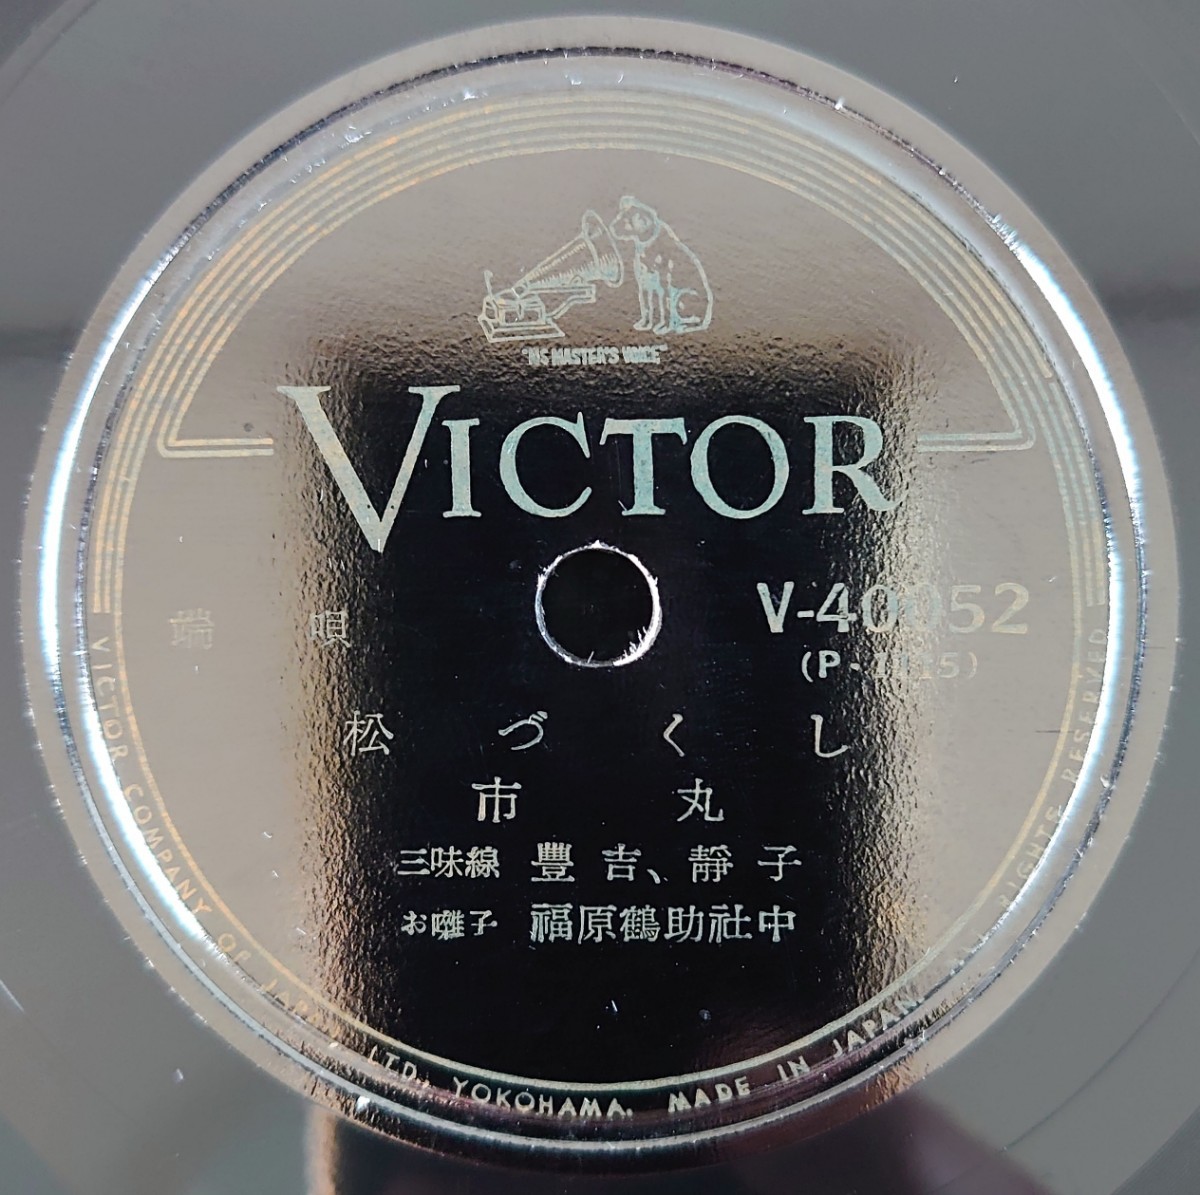 "HIS MASTER'S VOICE"
VICTOR
V-40052
端唄
松づくし
市丸
三味線 豊吉、靜子
お囃子 福原鶴助社中
VICTOR COMPANY OF JAPAN, LTD. YOKOHAMA. MADE IN JAPAN. ALL RIGHTS RESERVED